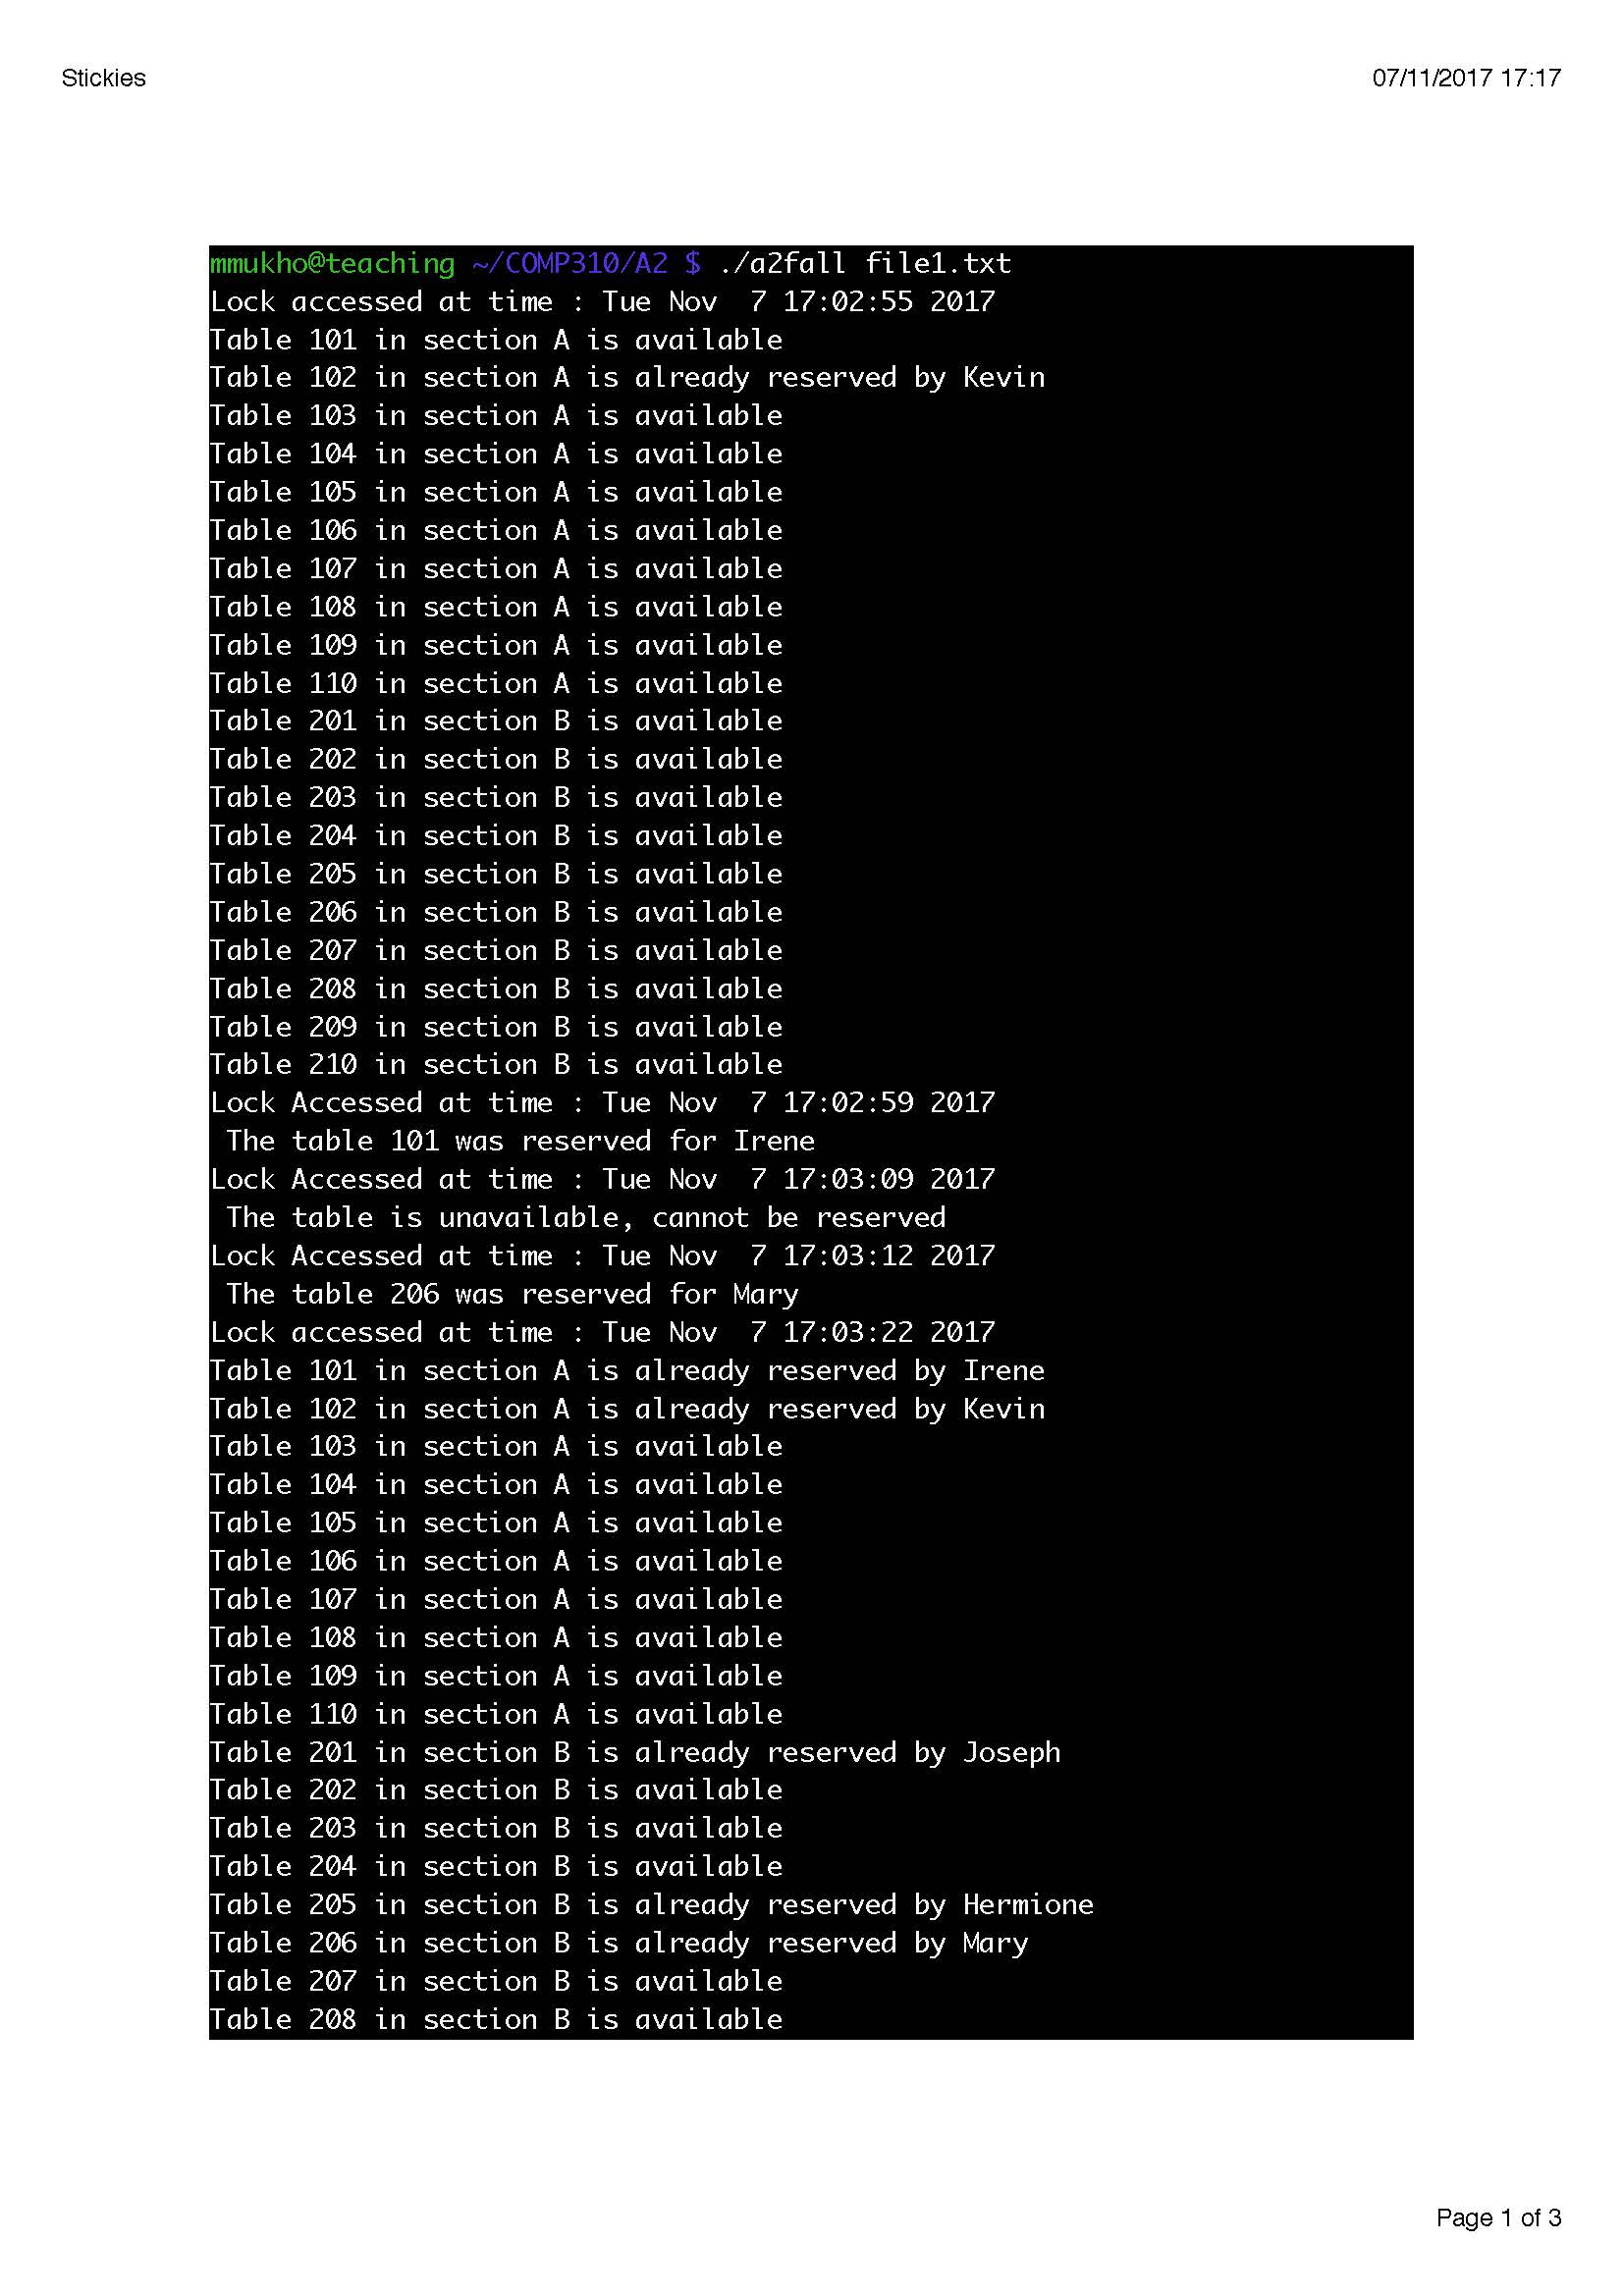 Stickies
07/11/2017 17:17
mmukho@teaching ~/COMP310/A2 $ ./a2fall file1.txt
Lock accessed at time : Tue Nov  7 17:02:55 2017
Table 101 in section A is available
Table 102 in section A is already reserved by Kevin
Table 103 in section A is available
Table 104 in section A is available
Table 105 in section A is available
Table 106 in section A is available
Table 107 in section A is available
Table 108 in section A is available
Table 109 in section A is available
Table 110 in section A is available
Table 201 in section B is available
Table 202 in section B is available
Table 203 in section B is available
Table 204 in section B is available
Table 205 in section B is available
Table 206 in section B is available
Table 207 in section B is available
Table 208 in section B is available
Table 209 in section B is available
Table 210 in section B is available
Lock Accessed at time : Tue Nov  7 17:02:59 2017
 The table 101 was reserved for Irene
Lock Accessed at time : Tue Nov  7 17:03:09 2017
 The table is unavailable, cannot be reserved
Lock Accessed at time : Tue Nov  7 17:03:12 2017
 The table 206 was reserved for Mary
Lock accessed at time : Tue Nov  7 17:03:22 2017
Table 101 in section A is already reserved by Irene
Table 102 in section A is already reserved by Kevin
Table 103 in section A is available
Table 104 in section A is available
Table 105 in section A is available
Table 106 in section A is available
Table 107 in section A is available
Table 108 in section A is available
Table 109 in section A is available
Table 110 in section A is available
Table 201 in section B is already reserved by Joseph
Table 202 in section B is available
Table 203 in section B is available
Table 204 in section B is available
Table 205 in section B is already reserved by Hermione
Table 206 in section B is already reserved by Mary
Table 207 in section B is available
Table 208 in section B is available
Page 1 of 3